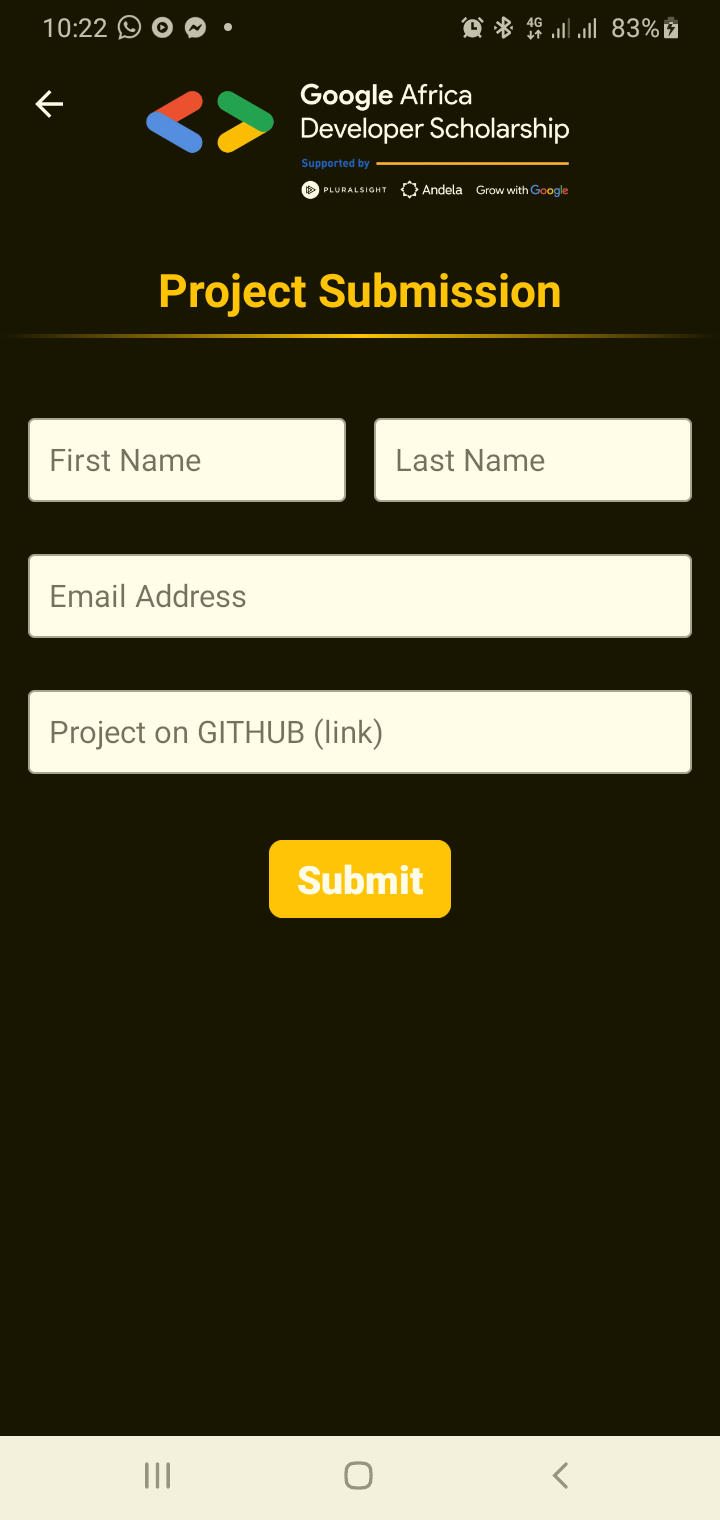 10:22 4G 83%
Google Africa
Developer Scholarship
Supported by
PLURALSIGHT Andela Grow with Google
Project Submission
First Name Last Name
Email Address
Project on GITHUB (link)
Submit